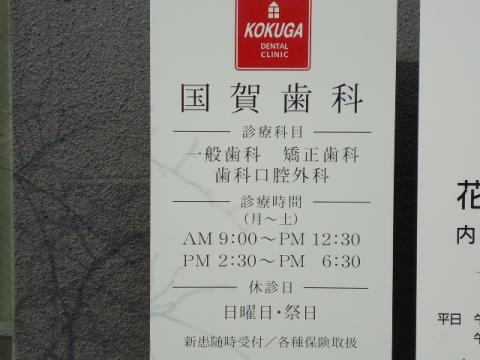 KOKUGA
DENTAL
CLINIC
国賀歯科
診療科目
一般歯科 矯正歯科
歯科口腔外科
診療時間
(月〜土)
AM 9:00〜PM 12:30
PM 2:30〜PM 6:30
休診日
日曜日・祭日
新患随時受付／各種保険取扱
花
内
平日